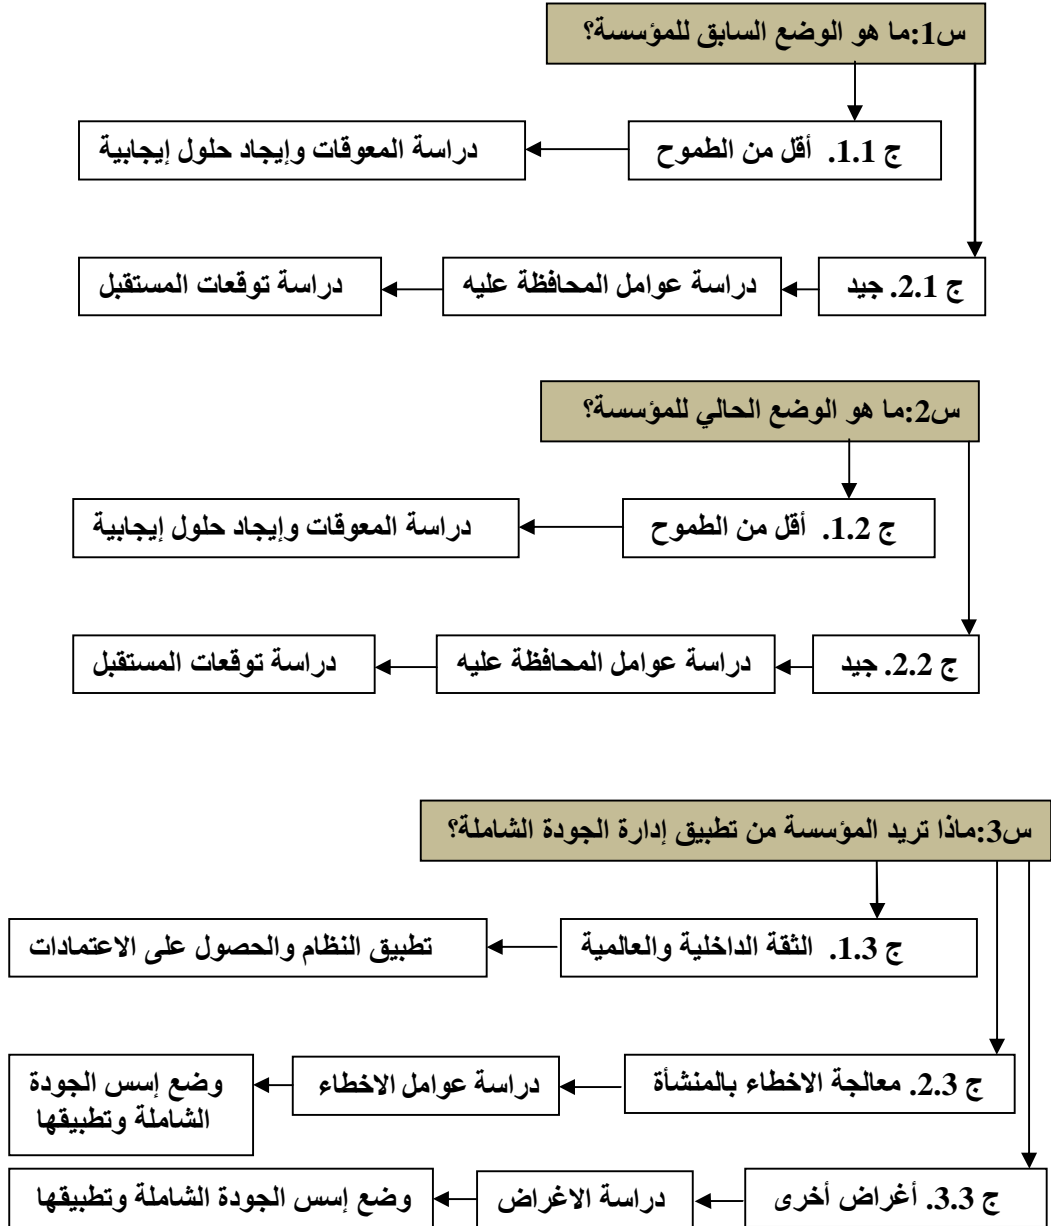 س1:ما هو الوضع السابق للمؤسسة؟
ج 1.1. أقل من الطموح
دراسة المعوقات وإيجاد حلول إيجابية
ج 2.1. جيد
دراسة عوامل المحافظة عليه
دراسة توقعات المستقبل
س2:ما هو الوضع الحالي للمؤسسة؟
ج 1.2. أقل من الطموح
دراسة المعوقات وإيجاد حلول إيجابية
ج 2.2. جيد
دراسة عوامل المحافظة عليه
دراسة توقعات المستقبل
س3:ماذا تريد المؤسسة من تطبيق إدارة الجودة الشاملة؟
ج 1.3. الثقة الداخلية والعالمية
تطبيق النظام والحصول على الاعتمادات
ج 2.3. معالجة الاخطاء بالمنشأة
دراسة عوامل الاخطاء
وضع إسس الجودة
الشاملة وتطبيقها
ج 3.3. أغراض أخرى
دراسة الاغراض
وضع إسس الجودة الشاملة وتطبيقها